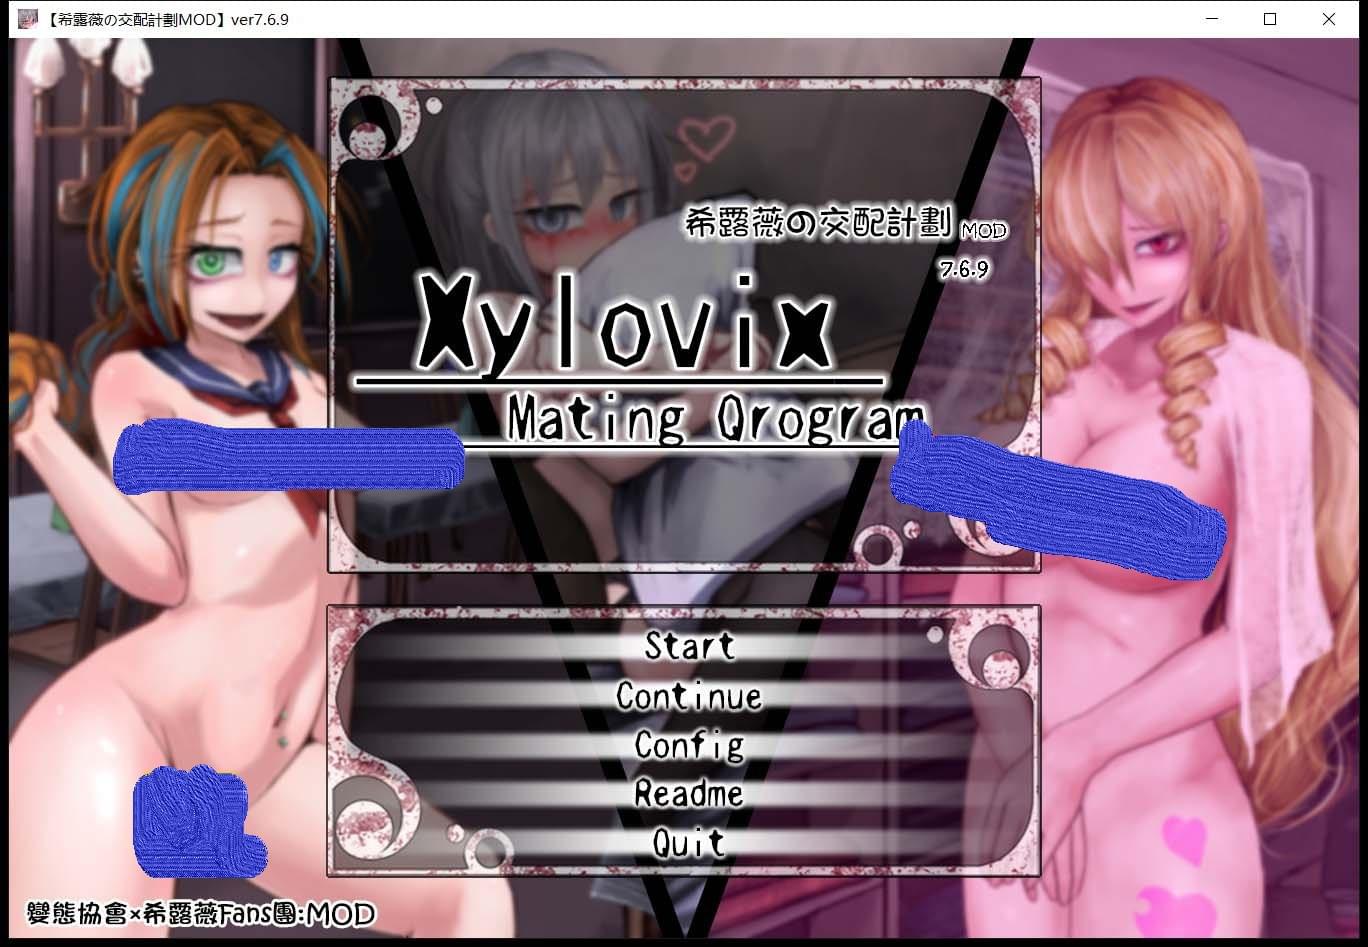 【希露薇の交配計劃MOD】ver7.6.9
希露薇の交配計劃 MOD
7.6.9
Xylovix
Mating Qrogram
Start
Continue
Config
Readme
Quit
變態協會×希露薇Fans團:MOD